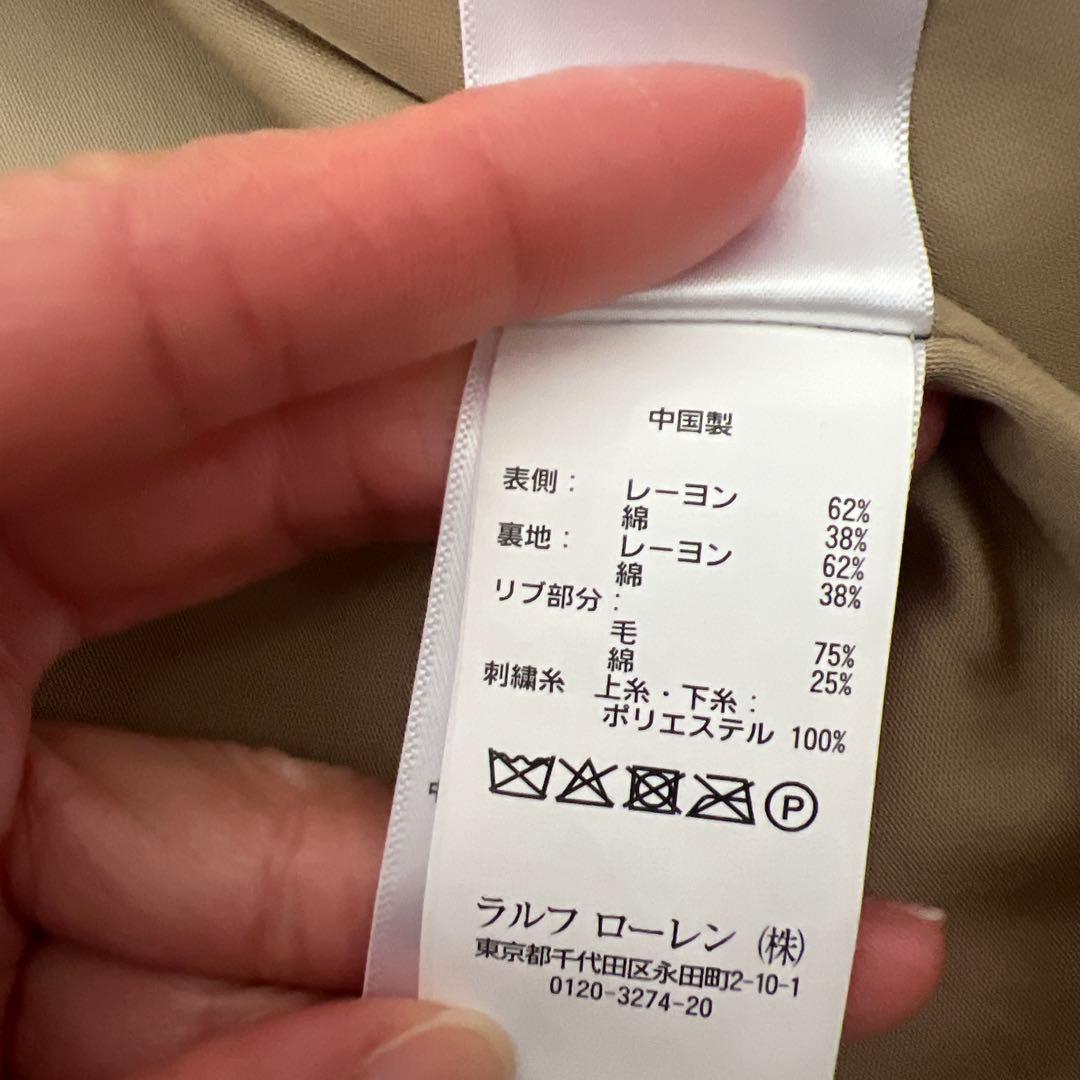 中国製
表側： レーヨン 62%
綿 38%
裏地： レーヨン 62%
綿 38%
リブ部分：
毛 75%
綿 25%
刺繍糸 上糸・下糸：
ポリエステル 100%
P
ラルフ ローレン (株)
東京都千代田区永田町2-10-1
0120-3274-20